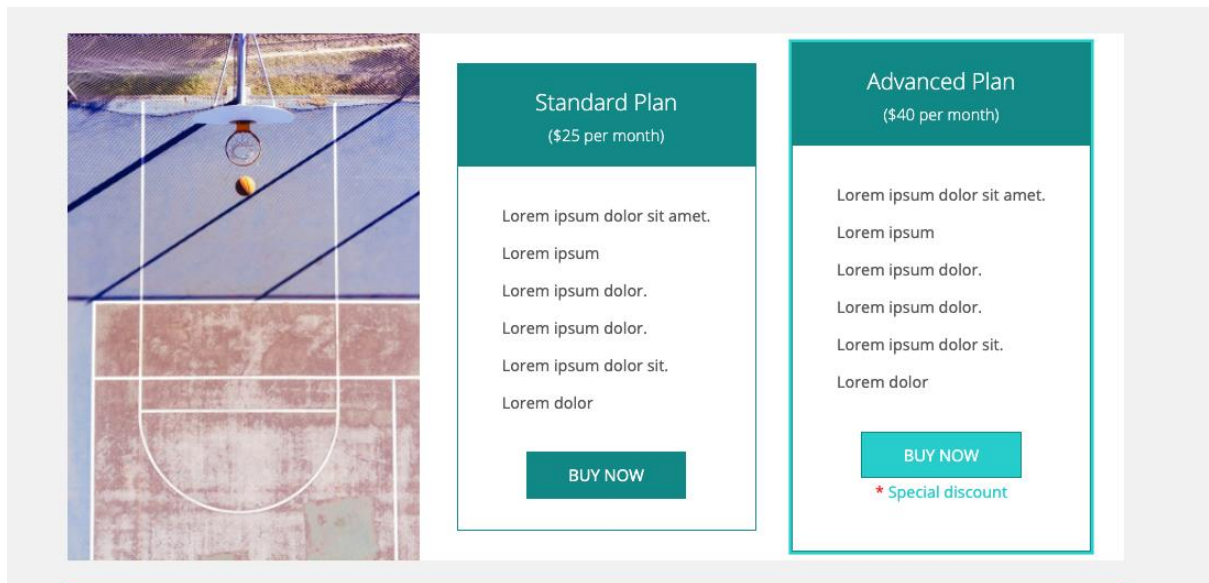 Standard Plan
($25 per month)
Lorem ipsum dolor sit amet.
Lorem ipsum
Lorem ipsum dolor.
Lorem ipsum dolor.
Lorem ipsum dolor sit.
Lorem dolor
BUY NOW
Advanced Plan
($40 per month)
Lorem ipsum dolor sit amet.
Lorem ipsum
Lorem ipsum dolor.
Lorem ipsum dolor.
Lorem ipsum dolor sit.
Lorem dolor
BUY NOW
* Special discount